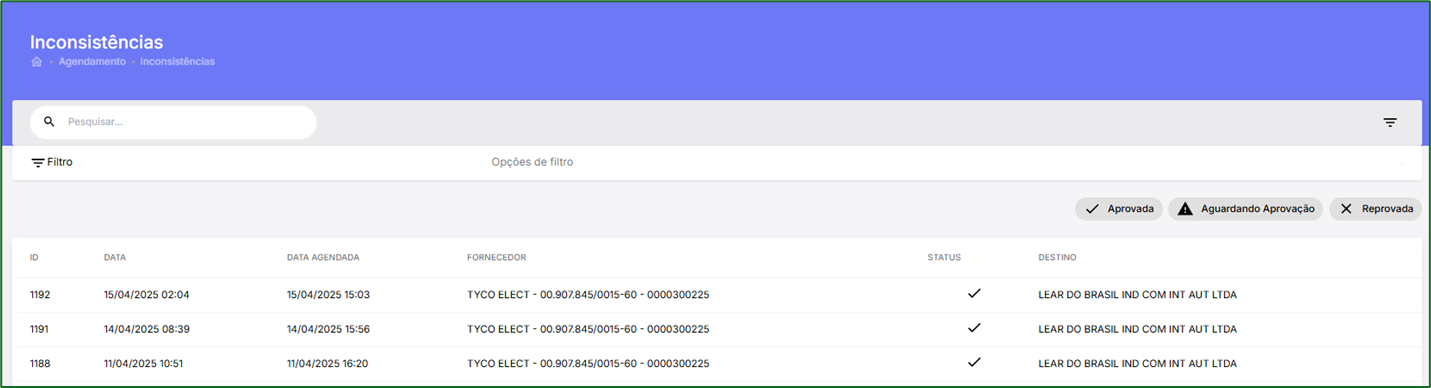 Inconsistências
Agendamento • Inconsistências
Pesquisar...
Filtro Opções de filtro
Aprovada Aguardando Aprovação Reprovada
ID DATA DATA AGENDADA FORNECEDOR STATUS DESTINO
1192 15/04/2025 02:04 15/04/2025 15:03 TYCO ELECT - 00.907.845/0015-60 - 0000300225 LEAR DO BRASIL IND COM INT AUT LTDA
1191 14/04/2025 08:39 14/04/2025 15:56 TYCO ELECT - 00.907.845/0015-60 - 0000300225 LEAR DO BRASIL IND COM INT AUT LTDA
1188 11/04/2025 10:51 11/04/2025 16:20 TYCO ELECT - 00.907.845/0015-60 - 0000300225 LEAR DO BRASIL IND COM INT AUT LTDA